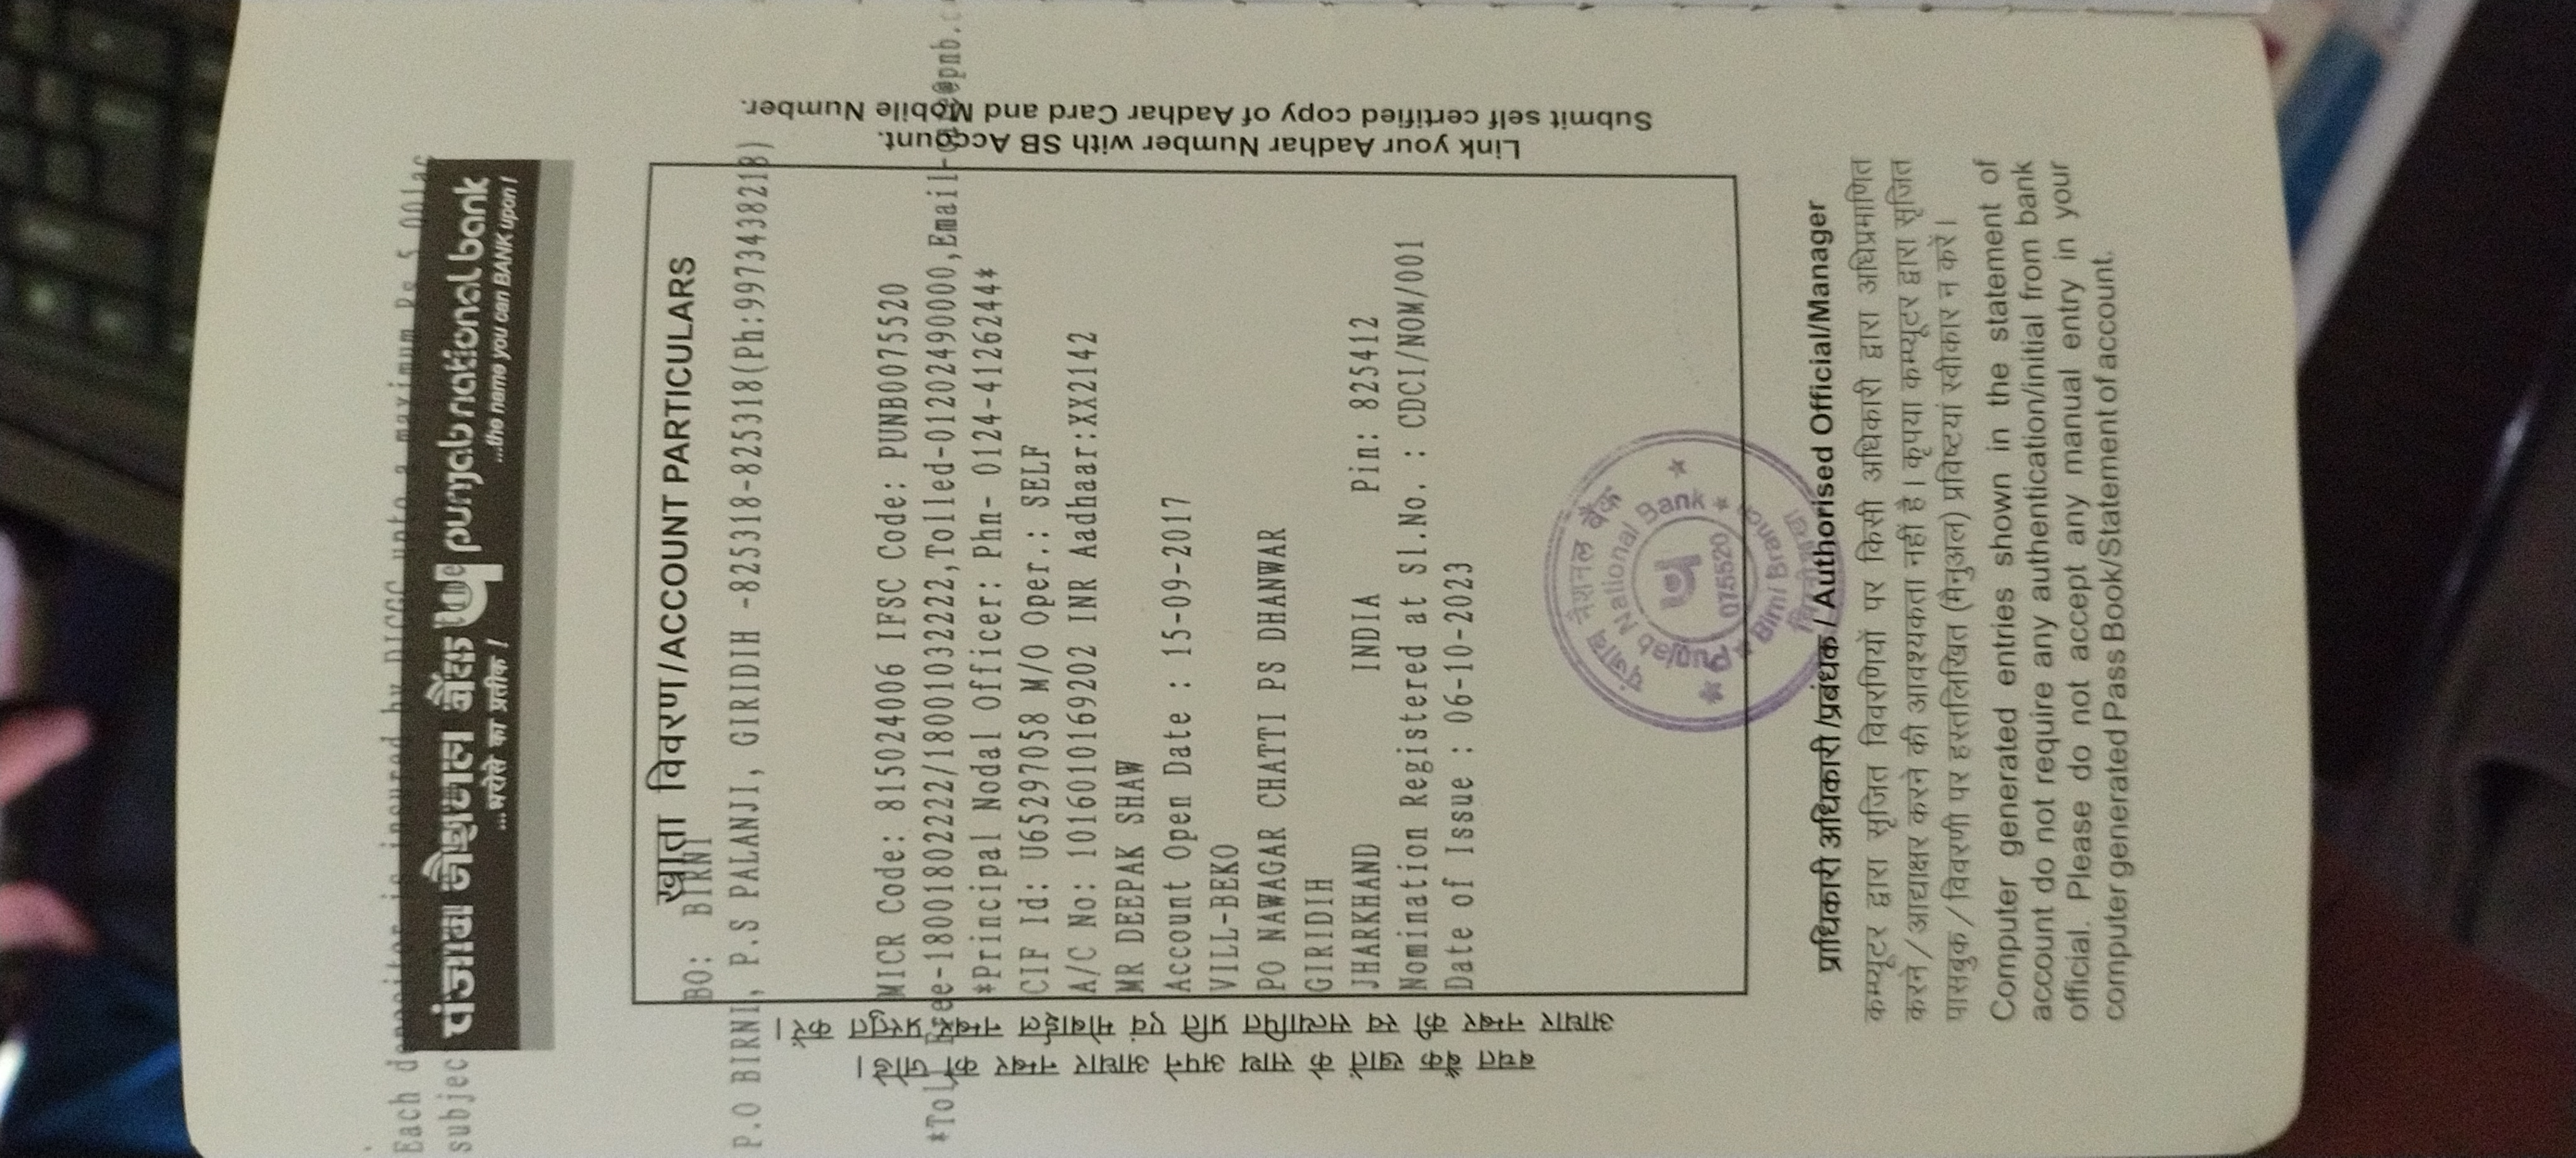 Each depositor is insured by DICGC upto a maximum Rs 5.00lac
subjec
पंजाब नैशनल बैंक punjab national bank
...भरोसे का प्रतीक ! ...the name you can BANK upon !
खाता विवरण/ACCOUNT PARTICULARS
BO: BIRNI
P.O BIRNI, P.S PALANJI, GIRIDIH -825318-825318(Ph:9973438218)
MICR Code: 815024006 IFSC Code: PUNB0075520
*Toll Free-18001802222/18001032222,Tolled-01202490000,Email- @pnb.c
*Principal Nodal Officer: Phn- 0124-4126244*
CIF Id: U65297058 M/O Oper.: SELF
A/C No: 10160101692​02 INR Aadhaar:XX2142
MR DEEPAK SHAW
Account Open Date : 15-09-2017
VILL-BEKO
PO NAWAGAR CHATTI PS DHANWAR
GIRIDIH
JHARKHAND INDIA Pin: 825412
Nomination Registered at Sl.No. : CDCI/NOM/001
Date of Issue : 06-10-2023
पंजाब नैशनल बैंक
Punjab National Bank
075520
Birni Branch
प्राधिकारी अधिकारी/प्रबंधक/ Authorised Official/Manager
कम्प्यूटर द्वारा सृजित विवरणियों पर किसी अधिकारी द्वारा अधिप्रमाणित
करने/आद्याक्षर करने की आवश्यकता नहीं है। कृपया कम्प्यूटर द्वारा सृजित
पासबुक/विवरणी पर हस्तलिखित (मैनुअल) प्रविष्टियां स्वीकार न करें।
Computer generated entries shown in the statement of
account do not require any authentication/initial from bank
official. Please do not accept any manual entry in your
computer generated Pass Book/Statement of account.
बचत बैंक खाते के साथ अपने आधार नम्बर को जोडें।
आधार नम्बर की स्व सत्यापित प्रति एवं मोबाईल नम्बर प्रस्तुत करें।
Link your Aadhar Number with SB Account.
Submit self certified copy of Aadhar Card and Mobile Number.